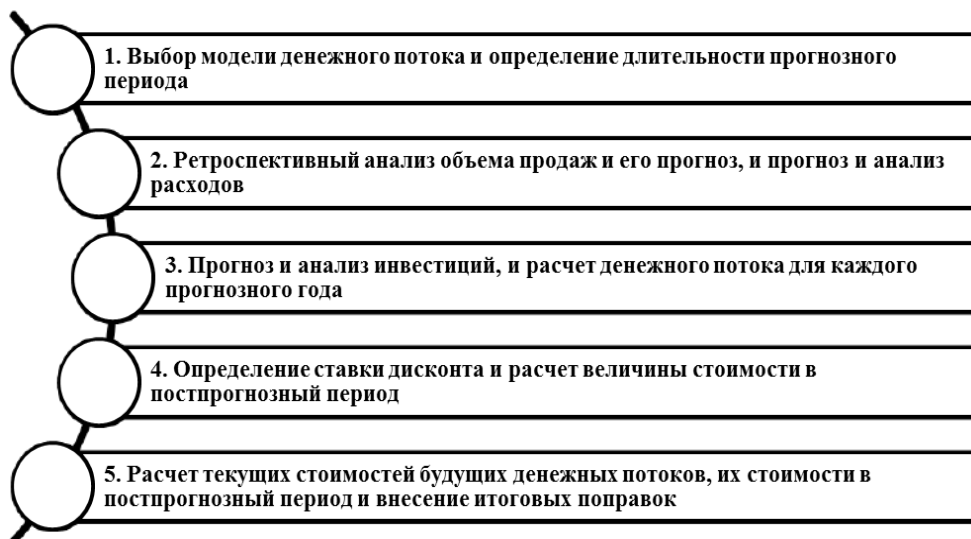 1. Выбор модели денежного потока и определение длительности прогнозного
периода
2. Ретроспективный анализ объема продаж и его прогноз, и прогноз и анализ
расходов
3. Прогноз и анализ инвестиций, и расчет денежного потока для каждого
прогнозного года
4. Определение ставки дисконта и расчет величины стоимости в
постпрогнозный период
5. Расчет текущих стоимостей будущих денежных потоков, их стоимости в
постпрогнозный период и внесение итоговых поправок